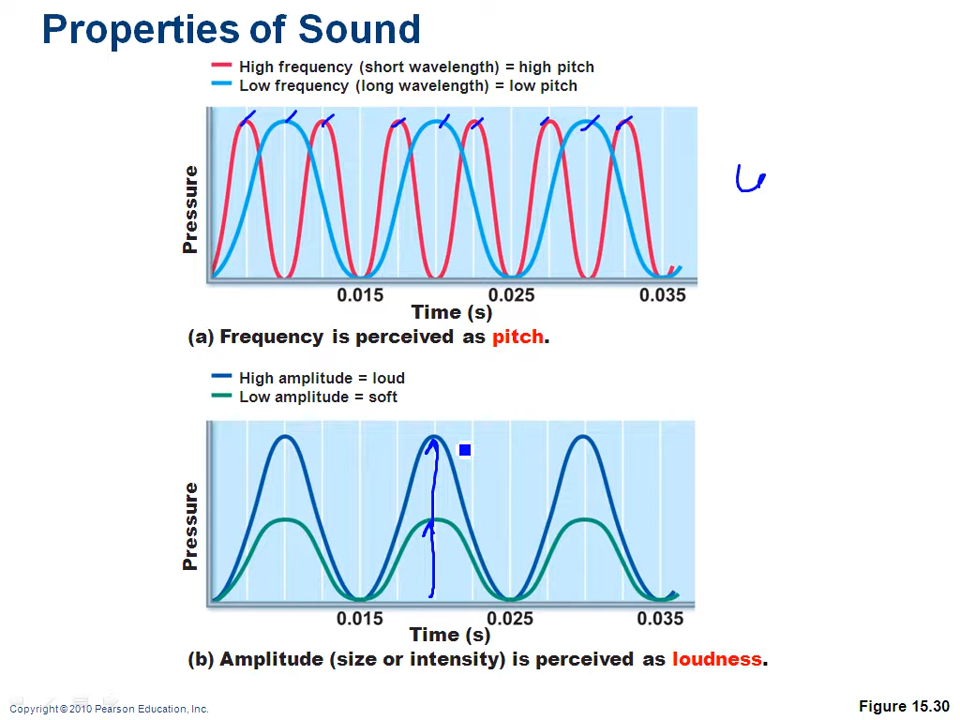 Properties of Sound
High frequency (short wavelength) = high pitch
Low frequency (long wavelength) = low pitch
Pressure
0.015 0.025 0.035
Time (s)
(a) Frequency is perceived as pitch.
High amplitude = loud
Low amplitude = soft
Pressure
0.015 0.025 0.035
Time (s)
(b) Amplitude (size or intensity) is perceived as loudness.
Copyright © 2010 Pearson Education, Inc.
Figure 15.30